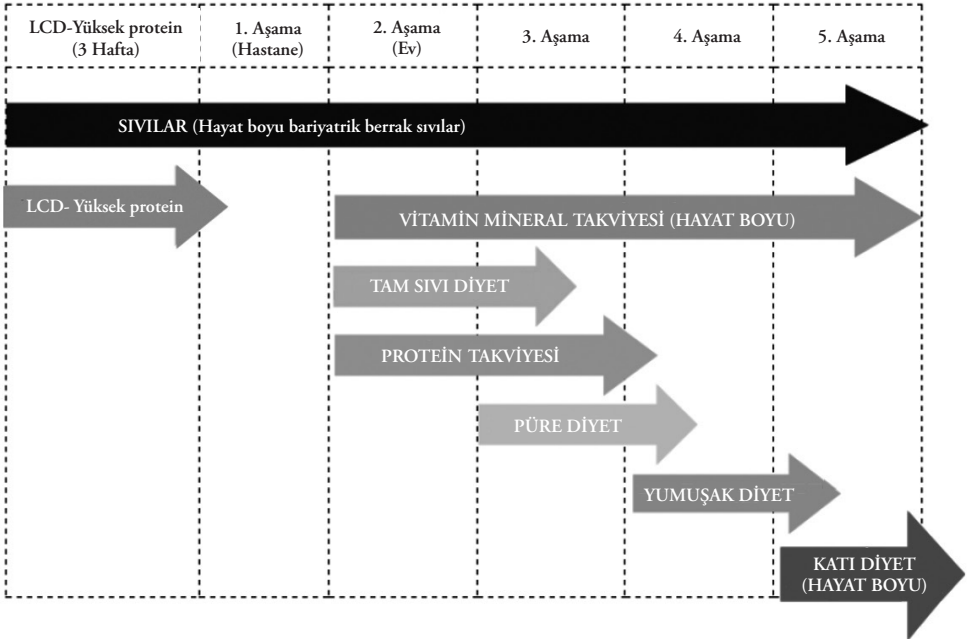 LCD-Yüksek protein
(3 Hafta)
1. Aşama
(Hastane)
2. Aşama
(Ev)
3. Aşama
4. Aşama
5. Aşama
SIVILAR (Hayat boyu bariyatrik berrak sıvılar)
LCD- Yüksek protein
VİTAMİN MİNERAL TAKVİYESİ (HAYAT BOYU)
TAM SIVI DİYET
PROTEİN TAKVİYESİ
PÜRE DİYET
YUMUŞAK DİYET
KATI DİYET
(HAYAT BOYU)